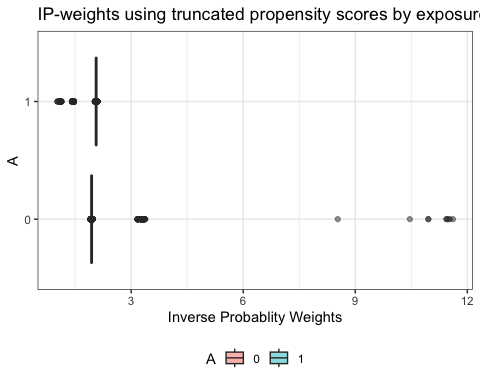 IP-weights using truncated propensity scores by exposure
A
1
0
3
6
9
12
Inverse Probablity Weights
A 0 1